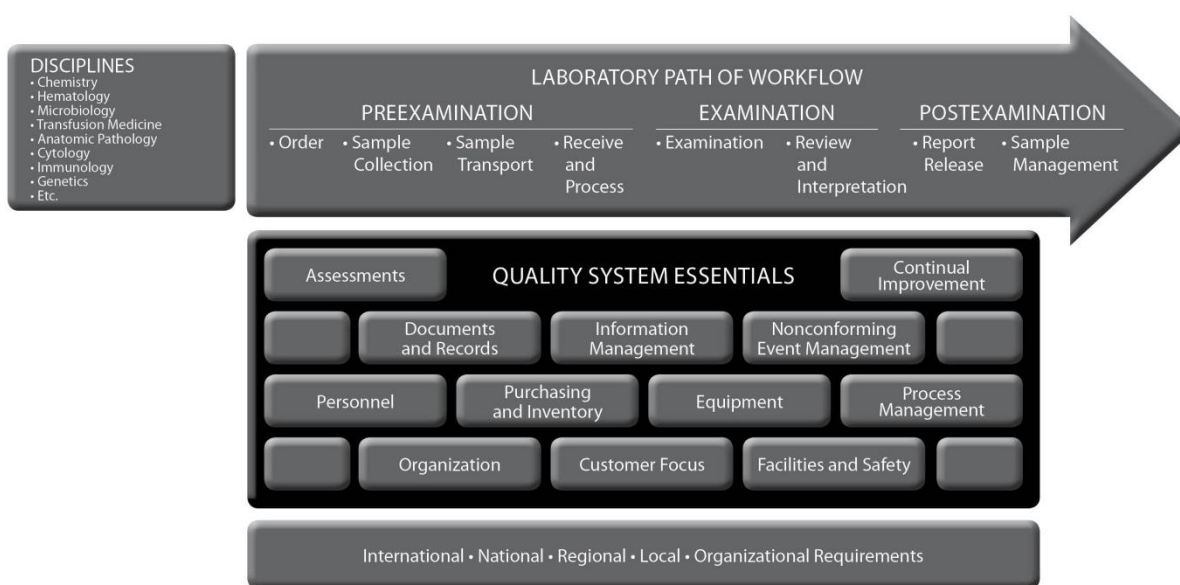 DISCIPLINES
• Chemistry
• Hematology
• Microbiology
• Transfusion Medicine
• Anatomic Pathology
• Cytology
• Immunology
• Genetics
• Etc.
LABORATORY PATH OF WORKFLOW
PREEXAMINATION
• Order
• Sample
Collection
• Sample
Transport
• Receive
and
Process
EXAMINATION
• Examination
• Review
and
Interpretation
POSTEXAMINATION
• Report
Release
• Sample
Management
QUALITY SYSTEM ESSENTIALS
Assessments
Continual
Improvement
Documents
and Records
Information
Management
Nonconforming
Event Management
Personnel
Purchasing
and Inventory
Equipment
Process
Management
Organization
Customer Focus
Facilities and Safety
International • National • Regional • Local • Organizational Requirements